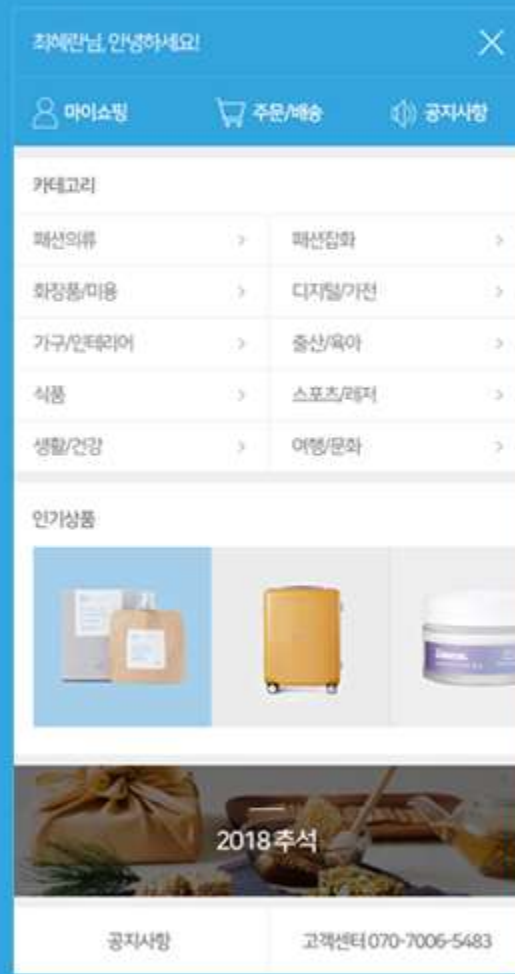 최혜란님, 안녕하세요!
마이쇼핑 주문/배송 공지사항
카테고리
패션의류 패션잡화
화장품/미용 디지털/가전
가구/인테리어 출산/육아
식품 스포츠/레저
생활/건강 여행/문화
인기상품
2018 추석
공지사항 고객센터 070-7006-5483